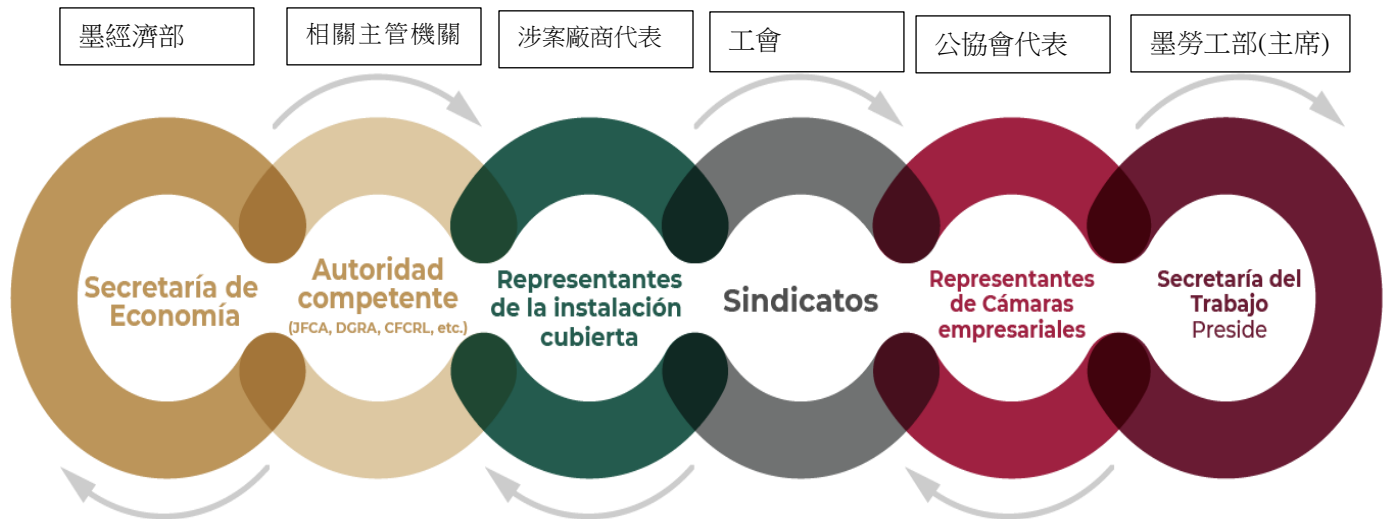 墨經濟部
相關主管機關
涉案廠商代表
工會
公協會代表
墨勞工部(主席)
Secretaría de
Economía
Autoridad
competente
(JFCA, DGRA, CFCRL, etc.)
Representantes
de la instalación
cubierta
Sindicatos
Representantes
de Cámaras
empresariales
Secretaría del
Trabajo
Preside